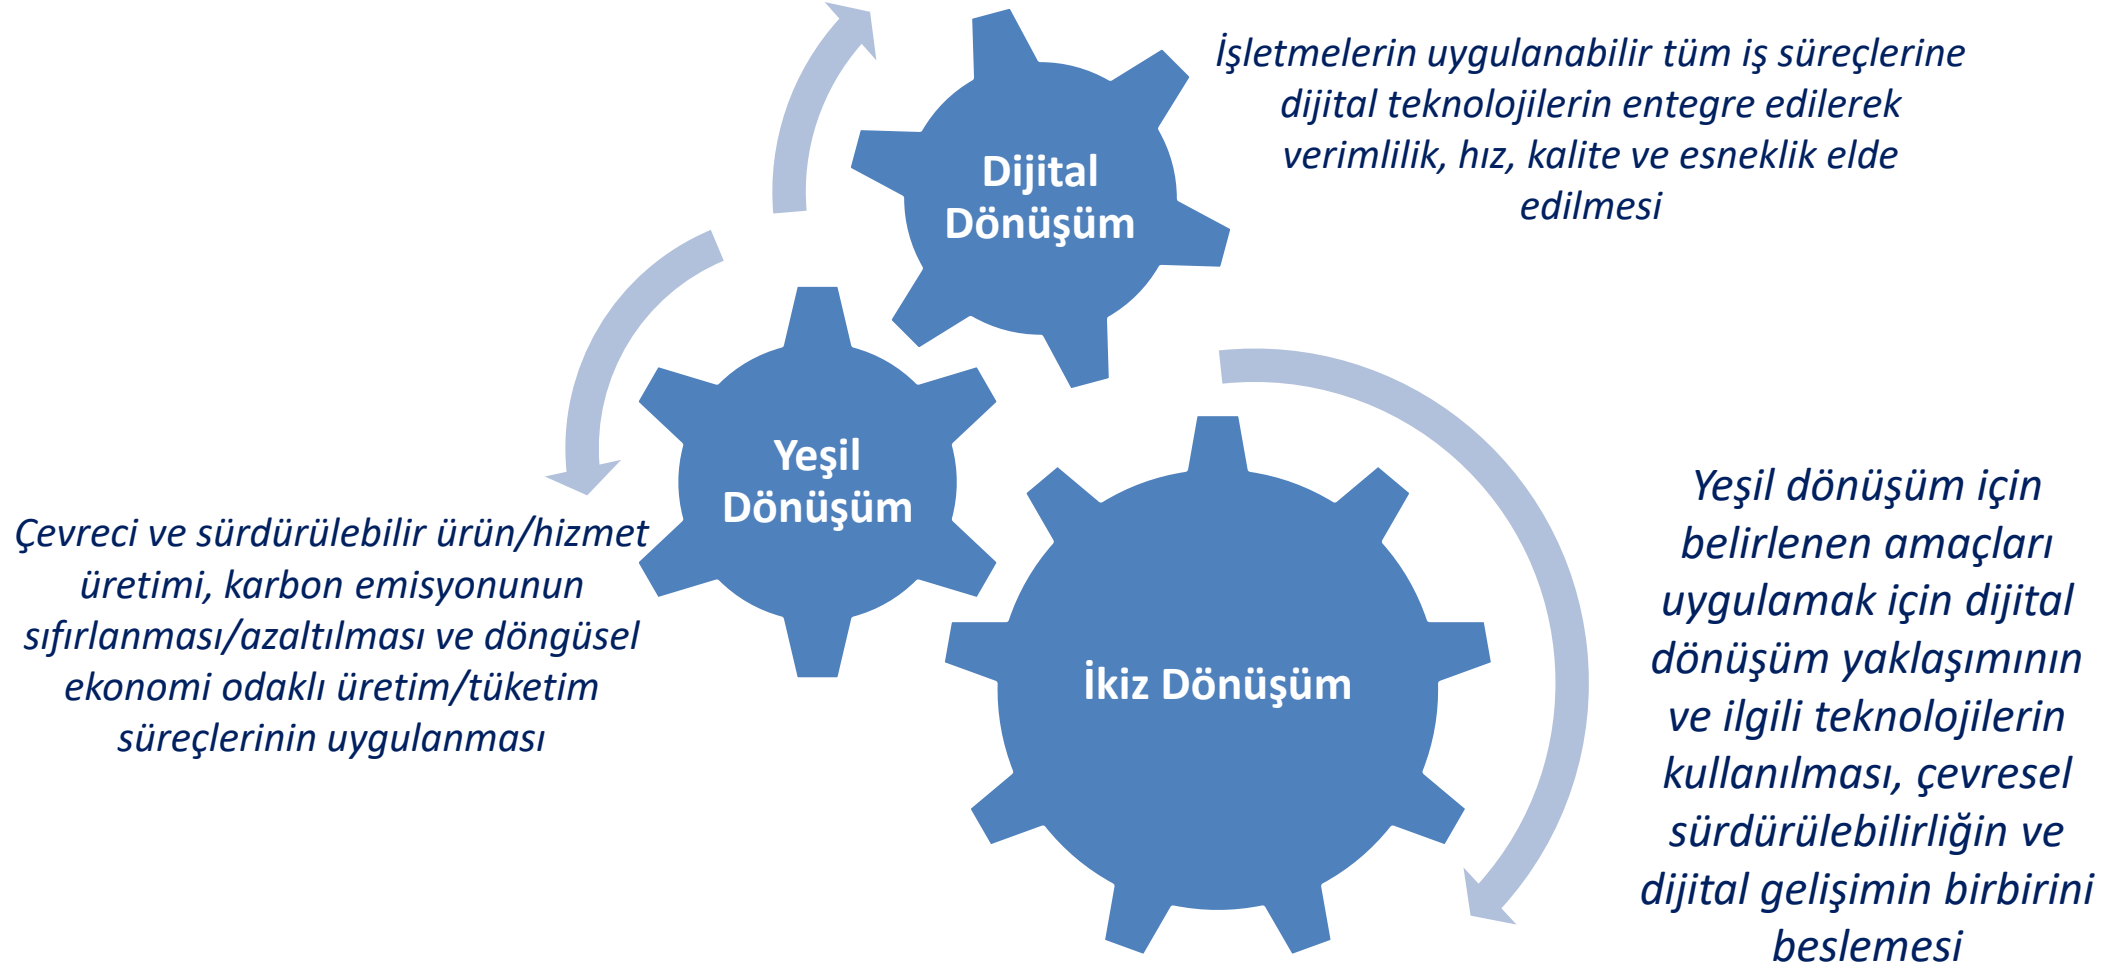 İşletmelerin uygulanabilir tüm iş süreçlerine
dijital teknolojilerin entegre edilerek
verimlilik, hız, kalite ve esneklik elde
edilmesi
Dijital
Dönüşüm
Yeşil
Dönüşüm
Çevreci ve sürdürülebilir ürün/hizmet
üretimi, karbon emisyonunun
sıfırlanması/azaltılması ve döngüsel
ekonomi odaklı üretim/tüketim
süreçlerinin uygulanması
İkiz Dönüşüm
Yeşil dönüşüm için
belirlenen amaçları
uygulamak için dijital
dönüşüm yaklaşımının
ve ilgili teknolojilerin
kullanılması, çevresel
sürdürülebilirliğin ve
dijital gelişimin birbirini
beslemesi